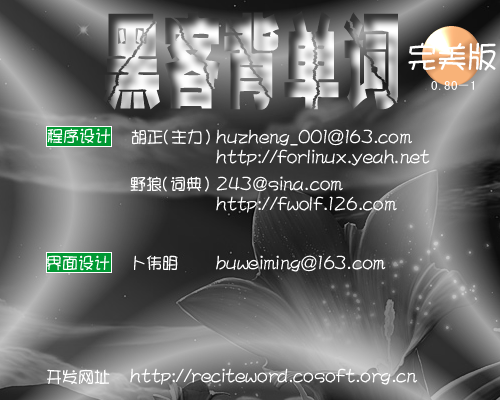 黑客背单词
完美版
0.80-1
程序设计 胡正(主力) huzheng_001@163.com
http://forlinux.yeah.net
野狼(词典) 243@sina.com
http://fwolf.126.com
界面设计 卜伟明 buweiming@163.com
开发网址 http://reciteword.cosoft.org.cn